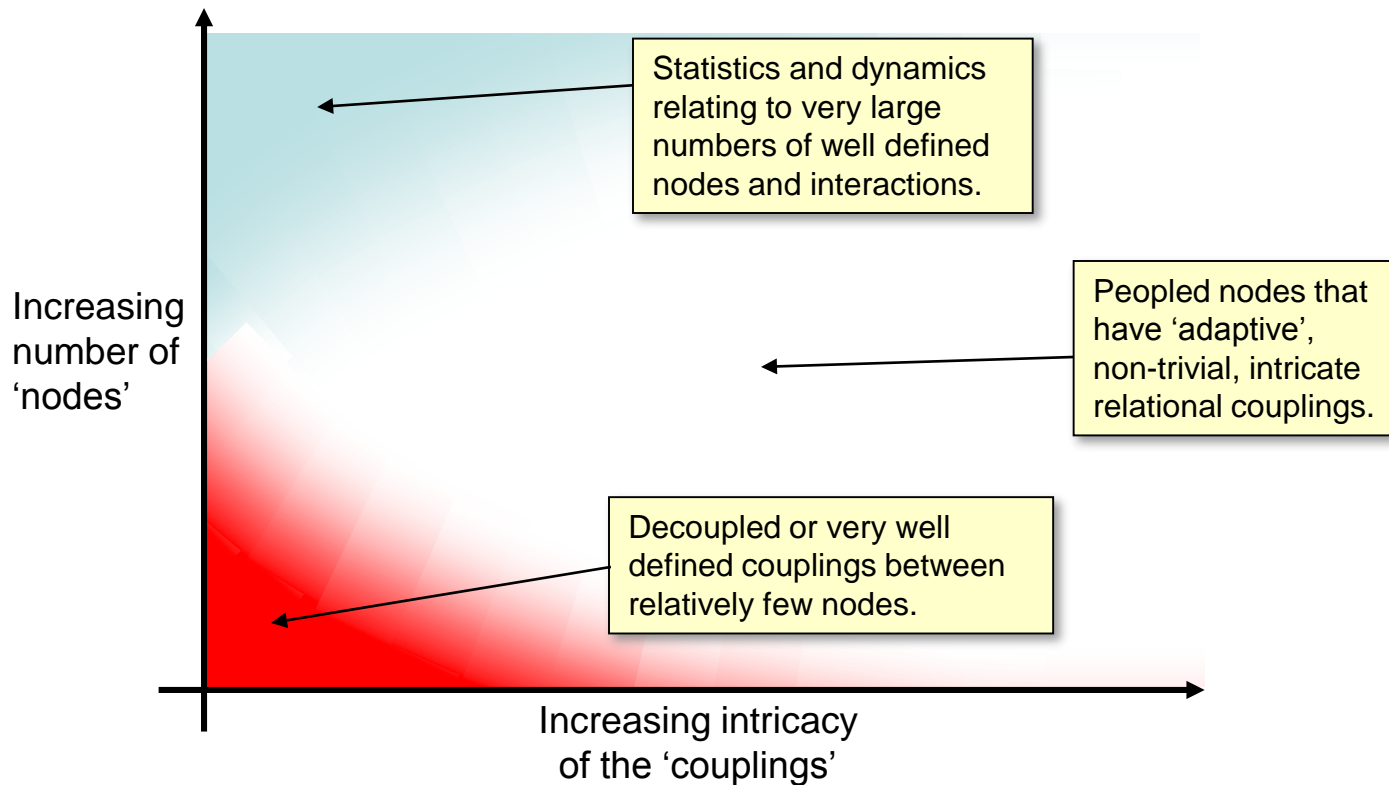 Statistics and dynamics
relating to very large
numbers of well defined
nodes and interactions.
Increasing
number of
‘nodes’
Peopled nodes that
have ‘adaptive’,
non-trivial, intricate
relational couplings.
Decoupled or very well
defined couplings between
relatively few nodes.
Increasing intricacy
of the ‘couplings’